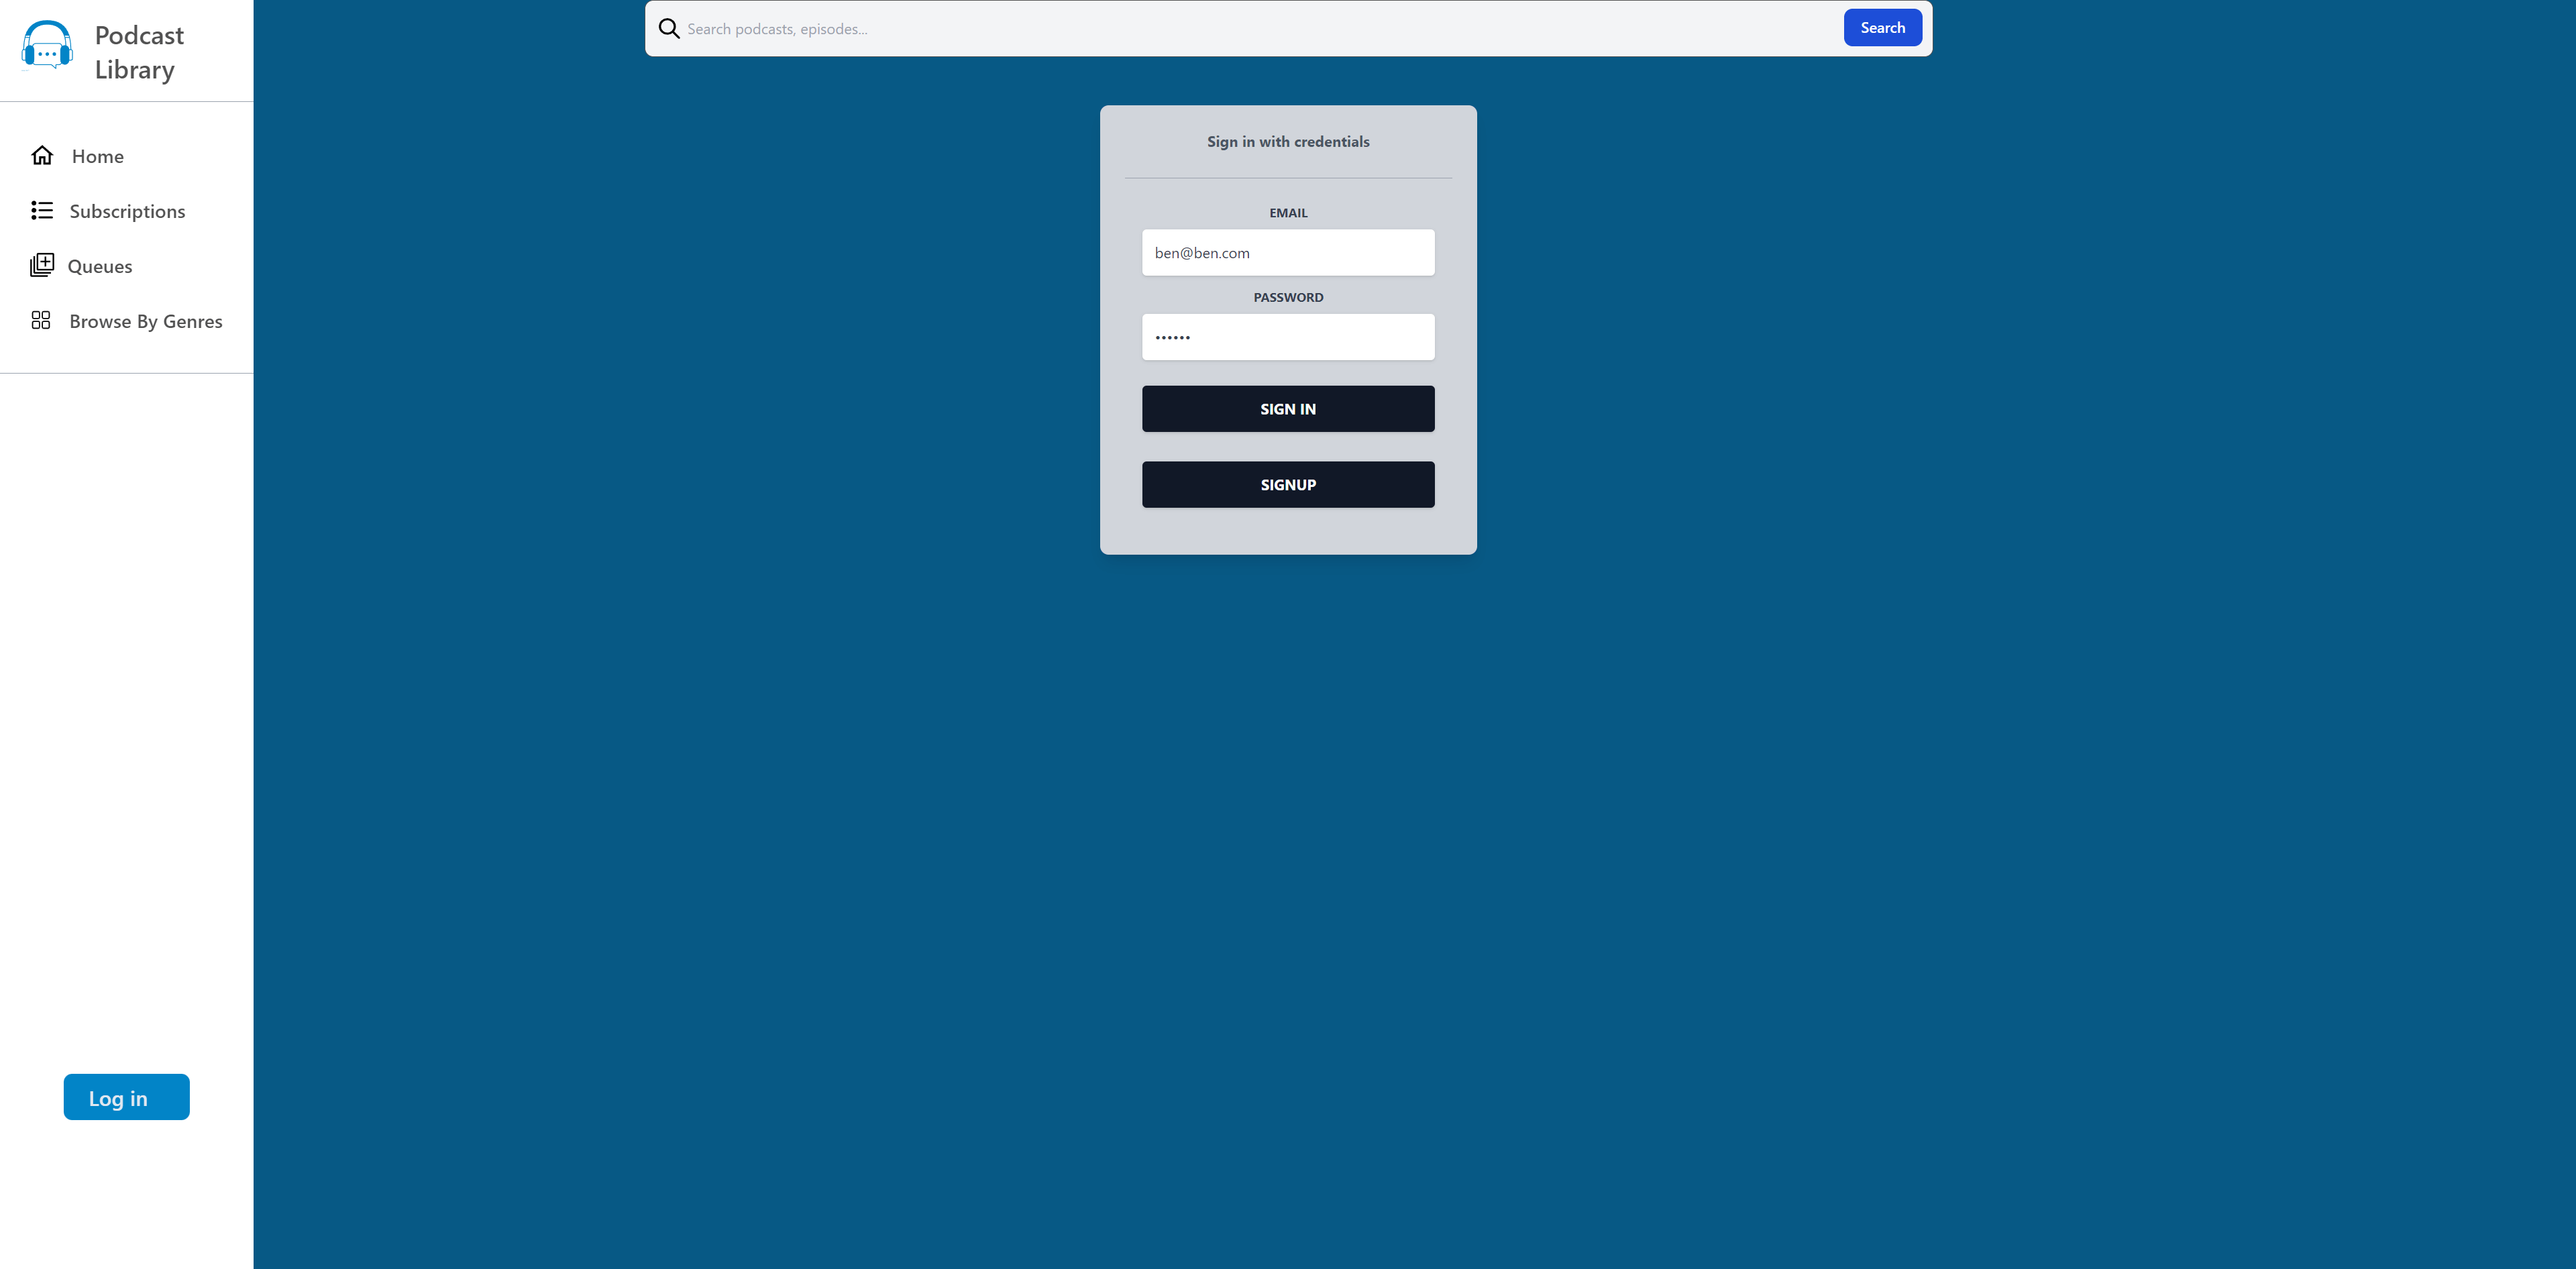 Podcast
Library
Home
Subscriptions
Queues
Browse By Genres
Log in
Search podcasts, episodes...
Search
Sign in with credentials
EMAIL
ben@ben.com
PASSWORD
••••••
SIGN IN
SIGNUP